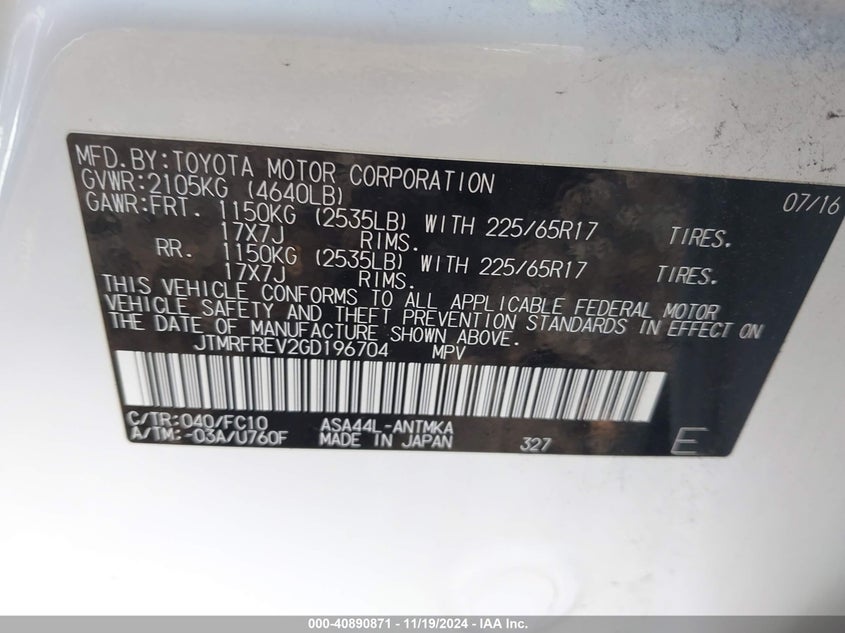 MFD.BY:TOYOTA MOTOR CORPORATION 07/16
GVWR:2105KG (4640LB)
GAWR:FRT. 1150KG (2535LB) WITH 225/65R17 TIRES.
17X7J RIMS.
RR. 1150KG (2535LB) WITH 225/65R17 TIRES.
17X7J RIMS.
THIS VEHICLE CONFORMS TO ALL APPLICABLE FEDERAL MOTOR
VEHICLE SAFETY AND THEFT PREVENTION STANDARDS IN EFFECT ON
THE DATE OF MANUFACTURE SHOWN ABOVE.
JTMRFREV2GD196704 MPV
C/TR:040/FC10 ASA44L-ANTMKA
A/TM:-03A/U760F MADE IN JAPAN 327 E
000-40890871 - 11/19/2024 - IAA Inc.